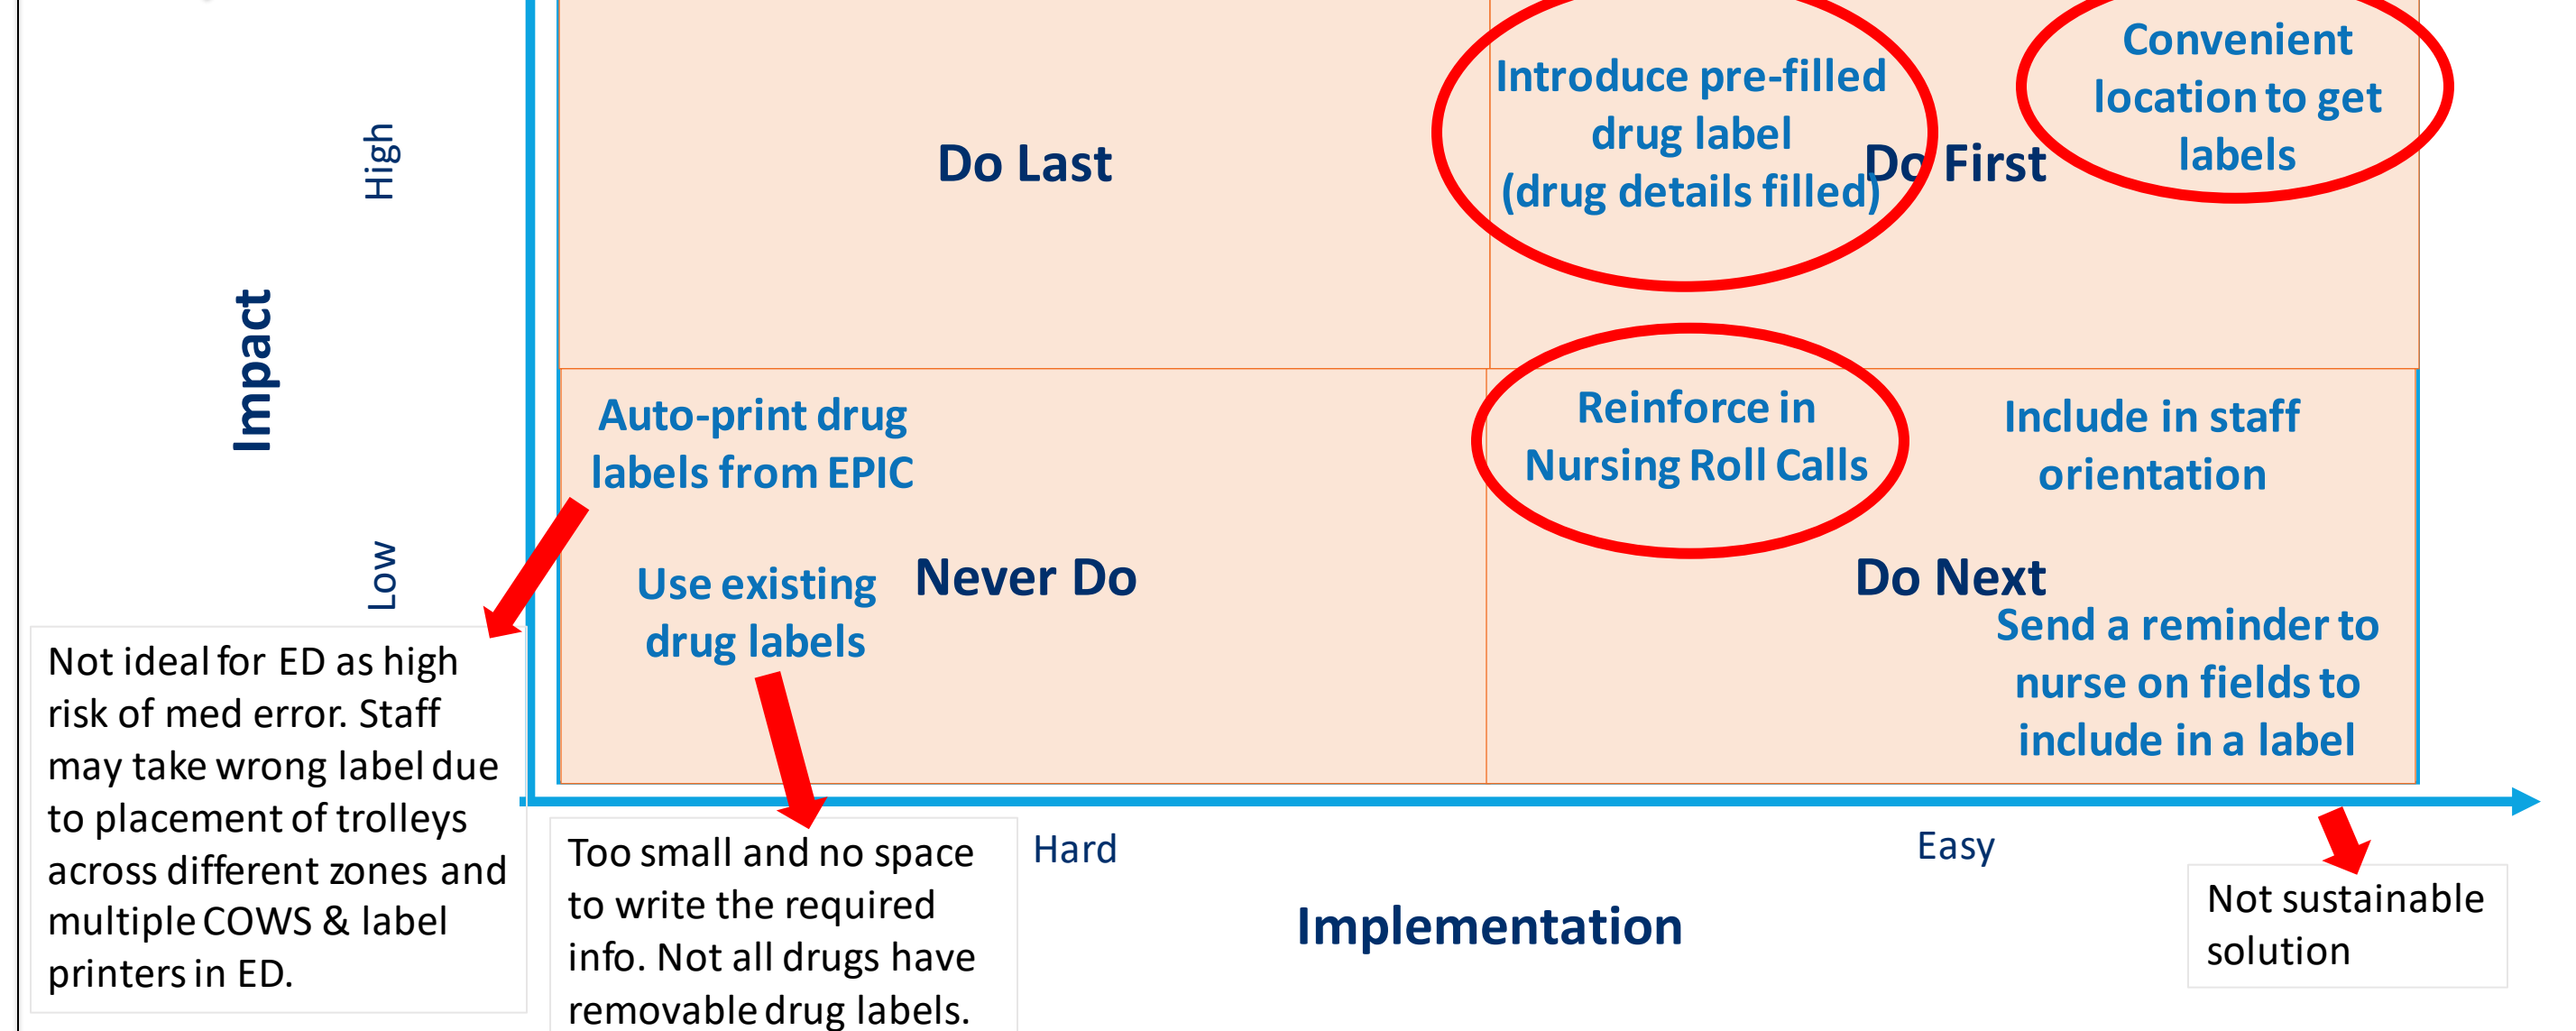 Convenient
location to get
labels
Introduce pre-filled
drug label
(drug details filled)
Do Last
Do First
High
Impact
Low
Auto-print drug
labels from EPIC
Reinforce in
Nursing Roll Calls
Include in staff
orientation
Use existing
drug labels
Never Do
Do Next
Send a reminder to
nurse on fields to
include in a label
Not ideal for ED as high
risk of med error. Staff
may take wrong label due
to placement of trolleys
across different zones and
multiple COWS & label
printers in ED.
Too small and no space
to write the required
info. Not all drugs have
removable drug labels.
Hard
Easy
Implementation
Not sustainable
solution